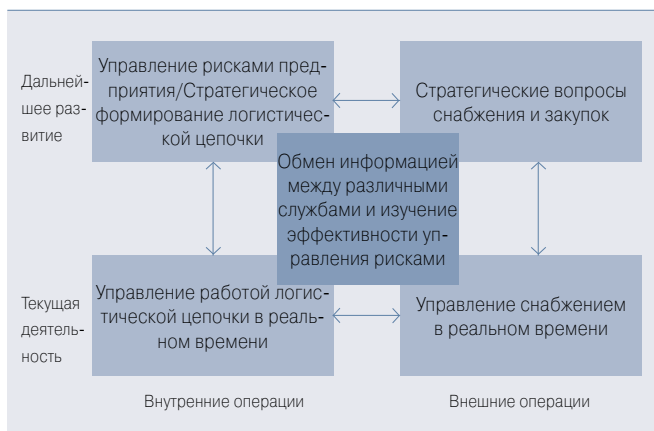 Дальней-
шее раз-
витие
Управление рисками пред-
приятия/Стратегическое
формирование логистичес-
кой цепочки
Стратегические вопросы
снабжения и закупок
Обмен информацией
между различными
службами и изучение
эффективности уп-
равления рисками
Текущая
деятель-
ность
Управление работой логис-
тической цепочки в реаль-
ном времени
Управление снабжением
в реальном времени
Внутренние операции
Внешние операции